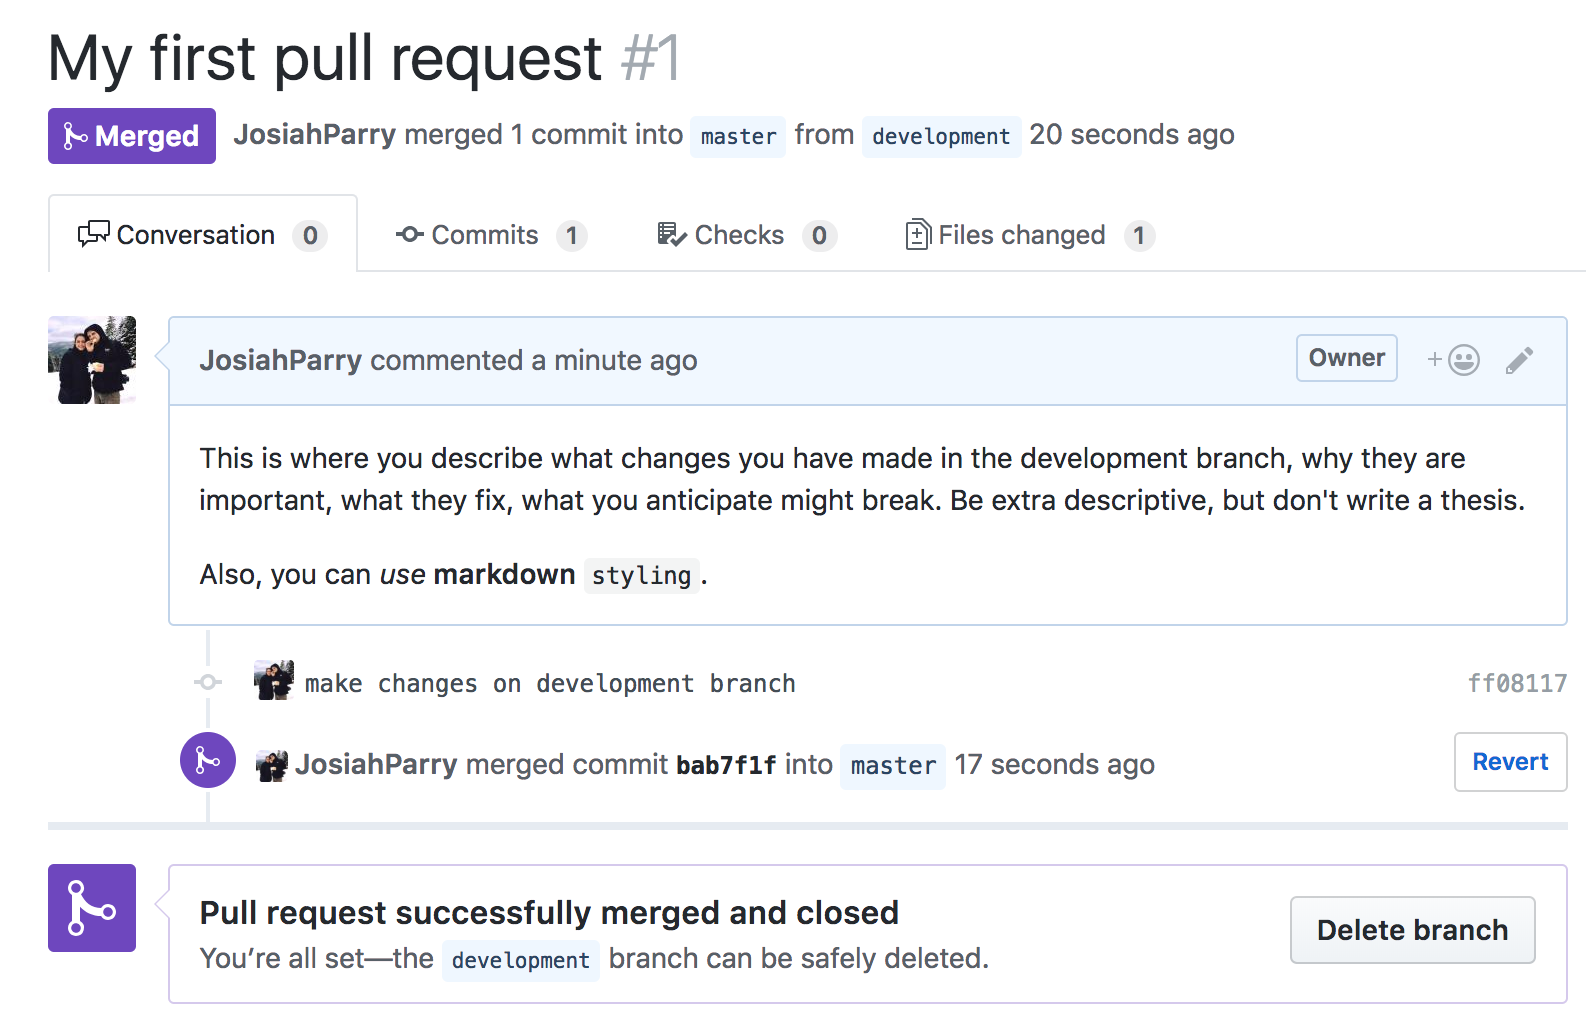 My first pull request #1
Merged JosiahParry merged 1 commit into master from development 20 seconds ago
Conversation 0 Commits 1 Checks 0 Files changed 1
JosiahParry commented a minute ago Owner +
This is where you describe what changes you have made in the development branch, why they are
important, what they fix, what you anticipate might break. Be extra descriptive, but don't write a thesis.
Also, you can use markdown styling.
make changes on development branch ff08117
JosiahParry merged commit bab7f1f into master 17 seconds ago Revert
Pull request successfully merged and closed
You’re all set—the development branch can be safely deleted.
Delete branch